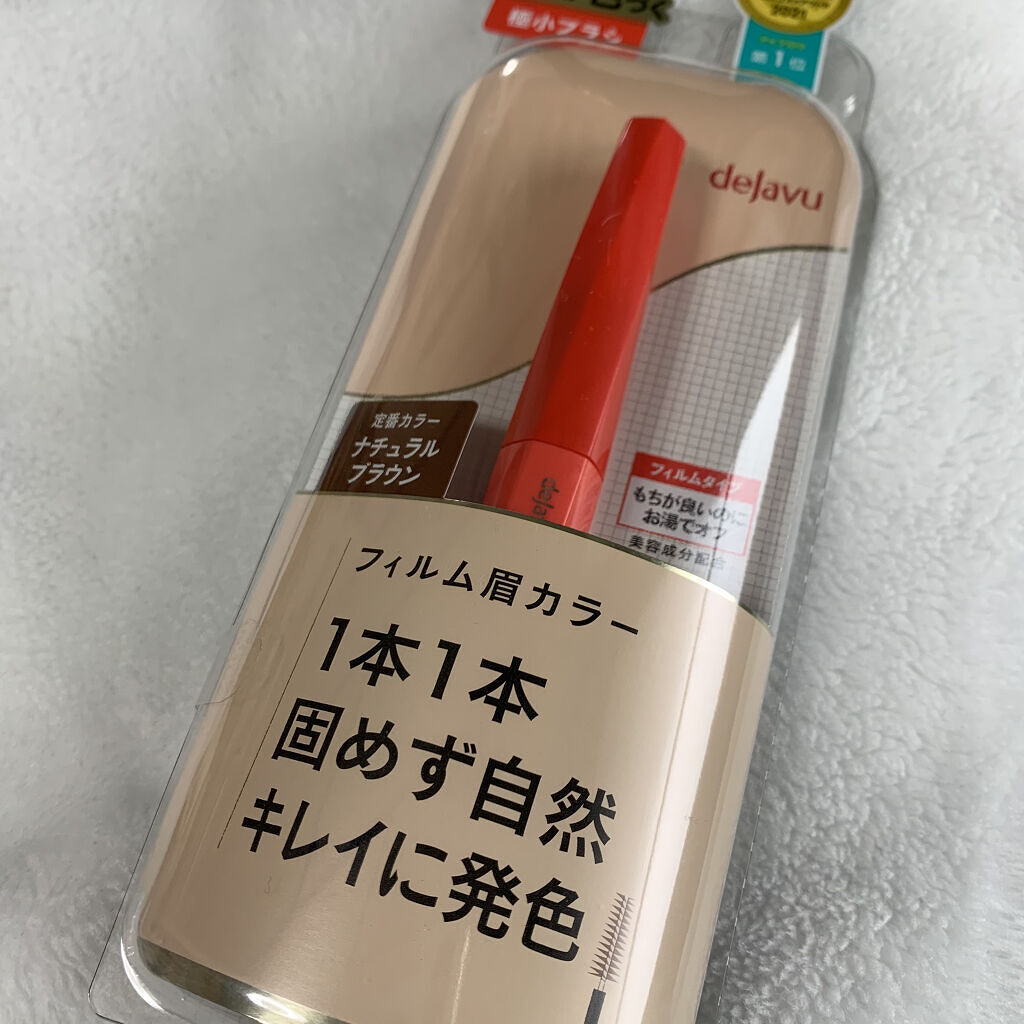 極小ブラシ
2021
第1位
dejavu
定番カラー
ナチュラル
ブラウン
フィルムタイプ
もちが良いのに
お湯でオフ
美容成分配合
deja
フィルム眉カラー
1本1本
固めず自然
キレイに発色